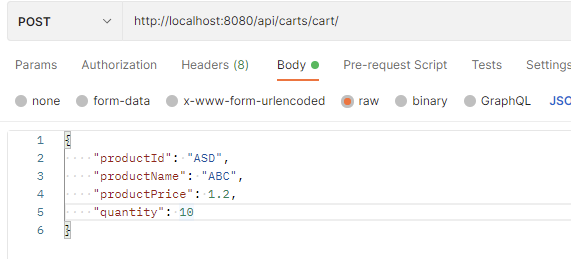 POST http://localhost:8080/api/carts/cart/
Params Authorization Headers (8) Body Pre-request Script Tests Settings
none form-data x-www-form-urlencoded raw binary GraphQL JSO
1 {
2 "productId": "ASD",
3 "productName": "ABC",
4 "productPrice": 1.2,
5 "quantity": 10
6 }